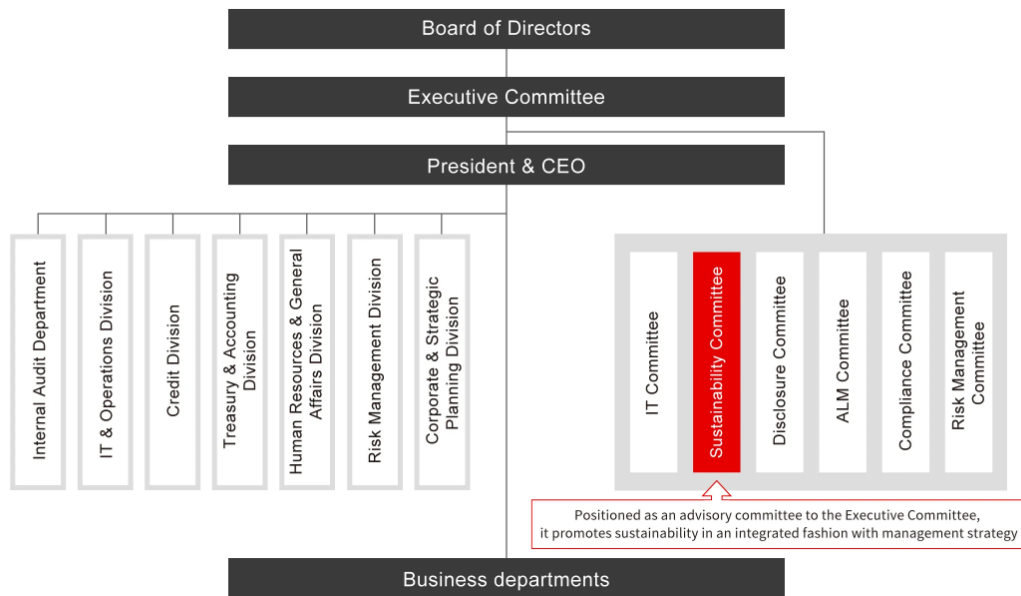 Board of Directors
Executive Committee
President & CEO
Internal Audit Department
IT & Operations Division
Credit Division
Treasury & Accounting
Division
Human Resources & General
Affairs Division
Risk Management Division
Corporate & Strategic
Planning Division
IT Committee
Sustainability Committee
Disclosure Committee
ALM Committee
Compliance Committee
Risk Management
Committee
Positioned as an advisory committee to the Executive Committee,
it promotes sustainability in an integrated fashion with management strategy
Business departments